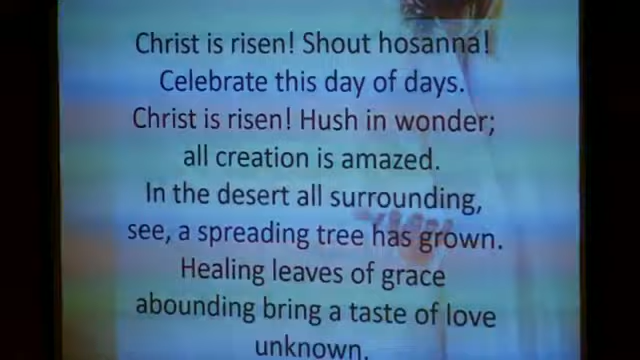 Christ is risen! Shout hosanna!
Celebrate this day of days.
Christ is risen! Hush in wonder;
all creation is amazed.
In the desert all surrounding,
see, a spreading tree has grown.
Healing leaves of grace
abounding bring a taste of love
unknown.